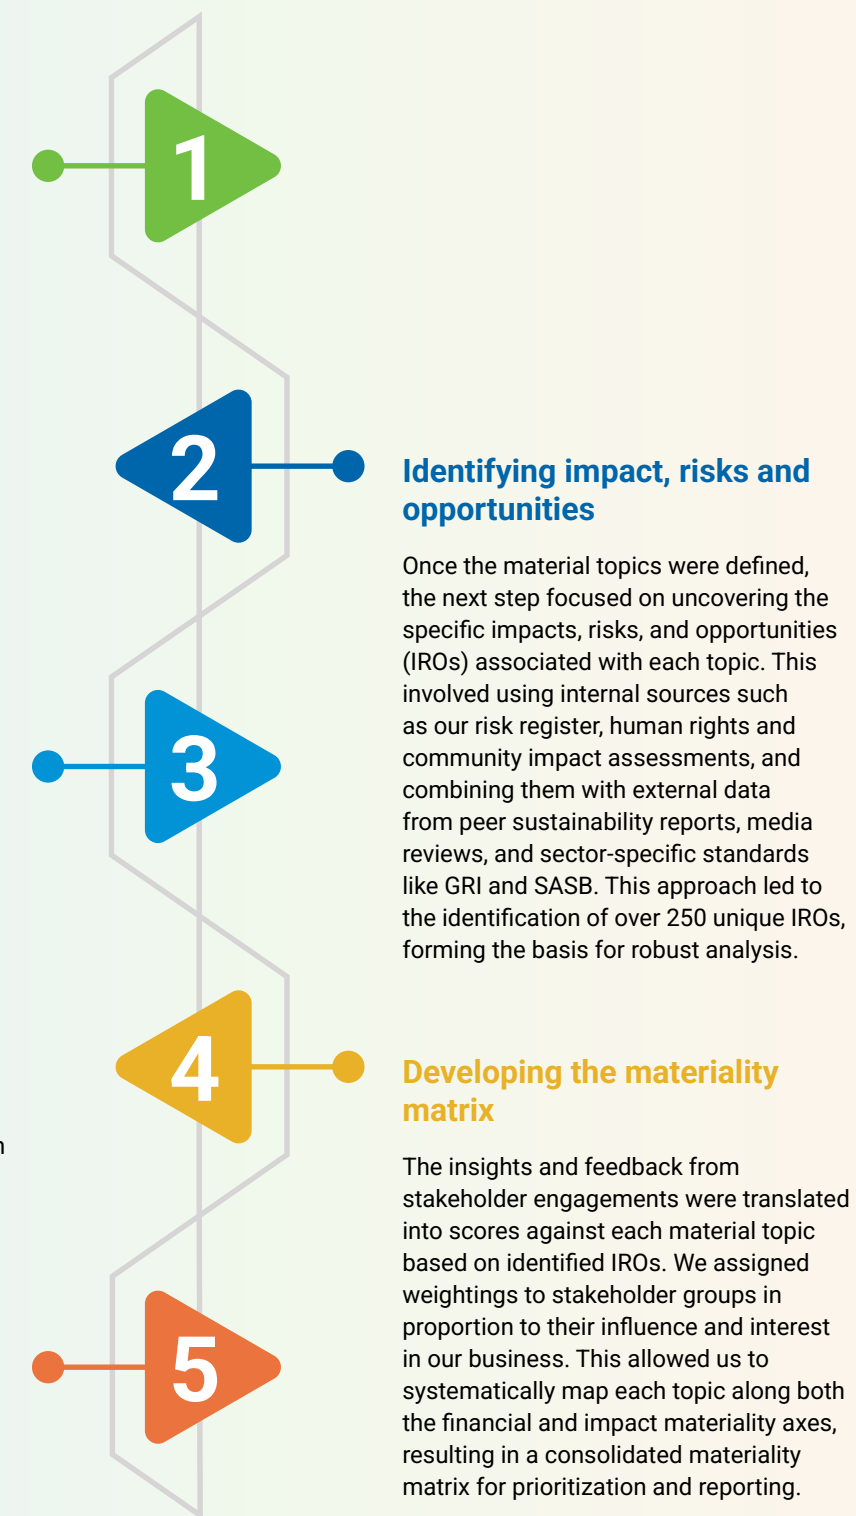 1
2
Identifying impact, risks and
opportunities
Once the material topics were defined,
the next step focused on uncovering the
specific impacts, risks, and opportunities
(IROs) associated with each topic. This
involved using internal sources such
as our risk register, human rights and
community impact assessments, and
combining them with external data
from peer sustainability reports, media
reviews, and sector-specific standards
like GRI and SASB. This approach led to
the identification of over 250 unique IROs,
forming the basis for robust analysis.
3
4
Developing the materiality
matrix
The insights and feedback from
stakeholder engagements were translated
into scores against each material topic
based on identified IROs. We assigned
weightings to stakeholder groups in
proportion to their influence and interest
in our business. This allowed us to
systematically map each topic along both
the financial and impact materiality axes,
resulting in a consolidated materiality
matrix for prioritization and reporting.
5